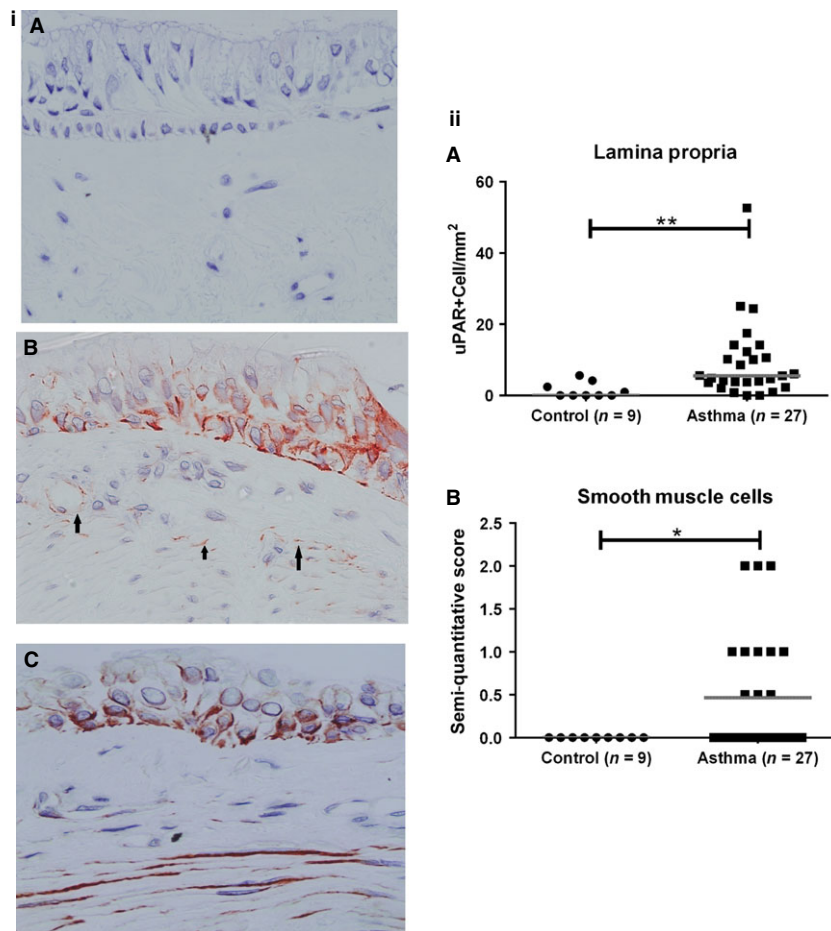 i
A
B
C
ii
A
Lamina propria
60
40
20
0
uPAR+Cell/mm²
**
Control (n = 9)
Asthma (n = 27)
B
Smooth muscle cells
2.5
2.0
1.5
1.0
0.5
0.0
Semi-quantitative score
*
Control (n = 9)
Asthma (n = 27)